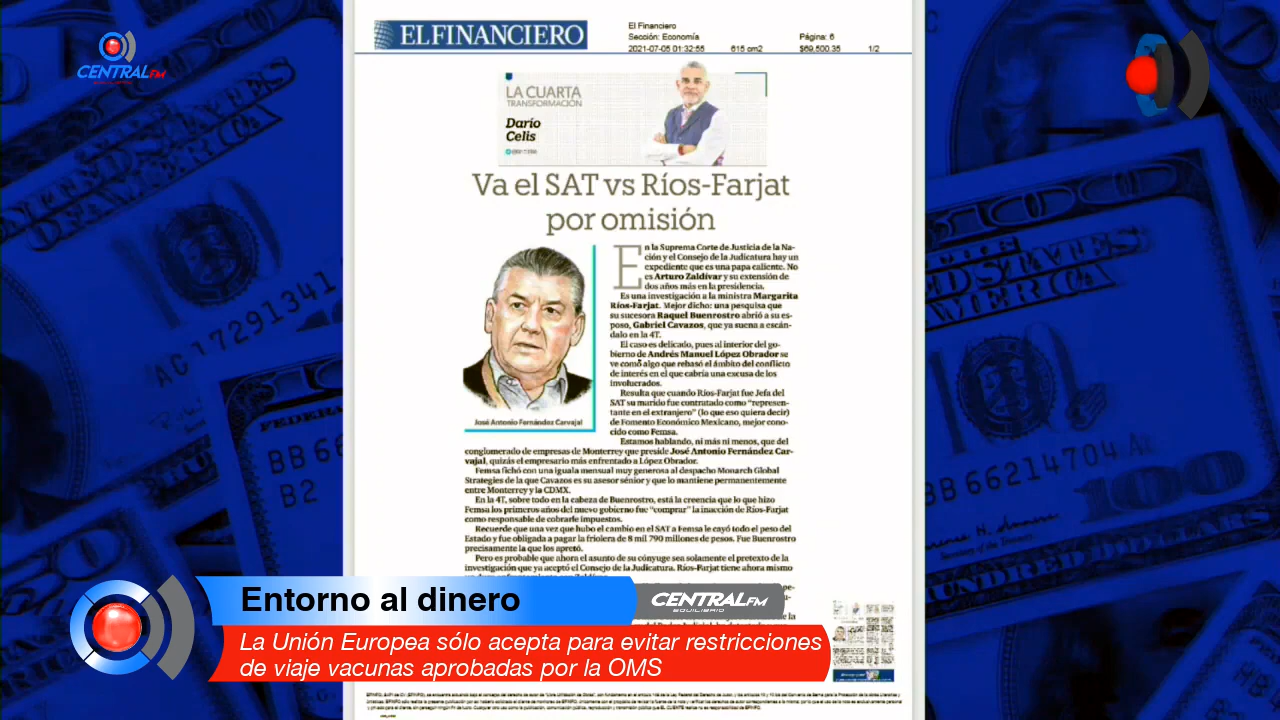 CENTRAL FM
EQUILIBRIO
EL FINANCIERO
El Financiero
Sección: Economía
2021-07-05 01:32:55 615 cm2
Página: 6
$69,500.35 1/2
LA CUARTA
TRANSFORMACIÓN
Darío
Celis
Va el SAT vs Ríos-Farjat
por omisión
José Antonio Fernández Carvajal
En la Suprema Corte de Justicia de la Na-
ción y el Consejo de la Judicatura hay un
expediente que es una papa caliente. No
es Arturo Zaldívar y su extensión de
dos años más en la presidencia.
Es una investigación a la ministra Margarita
Ríos-Farjat. Mejor dicho: una pesquisa que
su sucesora Raquel Buenrostro abrió a su es-
poso, Gabriel Cavazos, que ya suena a escán-
dalo en la 4T.
El caso es delicado, pues al interior del go-
bierno de Andrés Manuel López Obrador se
ve como algo que rebasó el ámbito del conflicto
de interés en el que cabría una excusa de los
involucrados.
Resulta que cuando Ríos-Farjat fue Jefa del
SAT su marido fue contratado como "represen-
tante en el extranjero" (lo que eso quiera decir)
de Fomento Económico Mexicano, mejor cono-
cido como Femsa.
Estamos hablando, ni más ni menos, que del
conglomerado de empresas de Monterrey que preside José Antonio Fernández Car-
vajal, quizás el empresario más enfrentado a López Obrador.
Femsa fichó con una iguala mensual muy generosa al despacho Monarch Global
Strategies de la que Cavazos es su asesor sénior y que lo mantiene permanentemente
entre Monterrey y la CDMX.
En la 4T, sobre todo en la cabeza de Buenrostro, está la creencia que lo que hizo
Femsa los primeros años del nuevo gobierno fue "comprar" la inacción de Ríos-Farjat
como responsable de cobrarle impuestos.
Recuerde que una vez que hubo el cambio en el SAT a Femsa le cayó todo el peso del
Estado y fue obligada a pagar la friolera de 8 mil 790 millones de pesos. Fue Buenrostro
precisamente la que los apretó.
Pero es probable que ahora el asunto de su cónyuge sea solamente el pretexto de la
investigación que ya aceptó el Consejo de la Judicatura. Ríos-Farjat tiene ahora mismo
Entorno al dinero
CENTRAL FM
EQUILIBRIO
La Unión Europea sólo acepta para evitar restricciones
de viaje vacunas aprobadas por la OMS